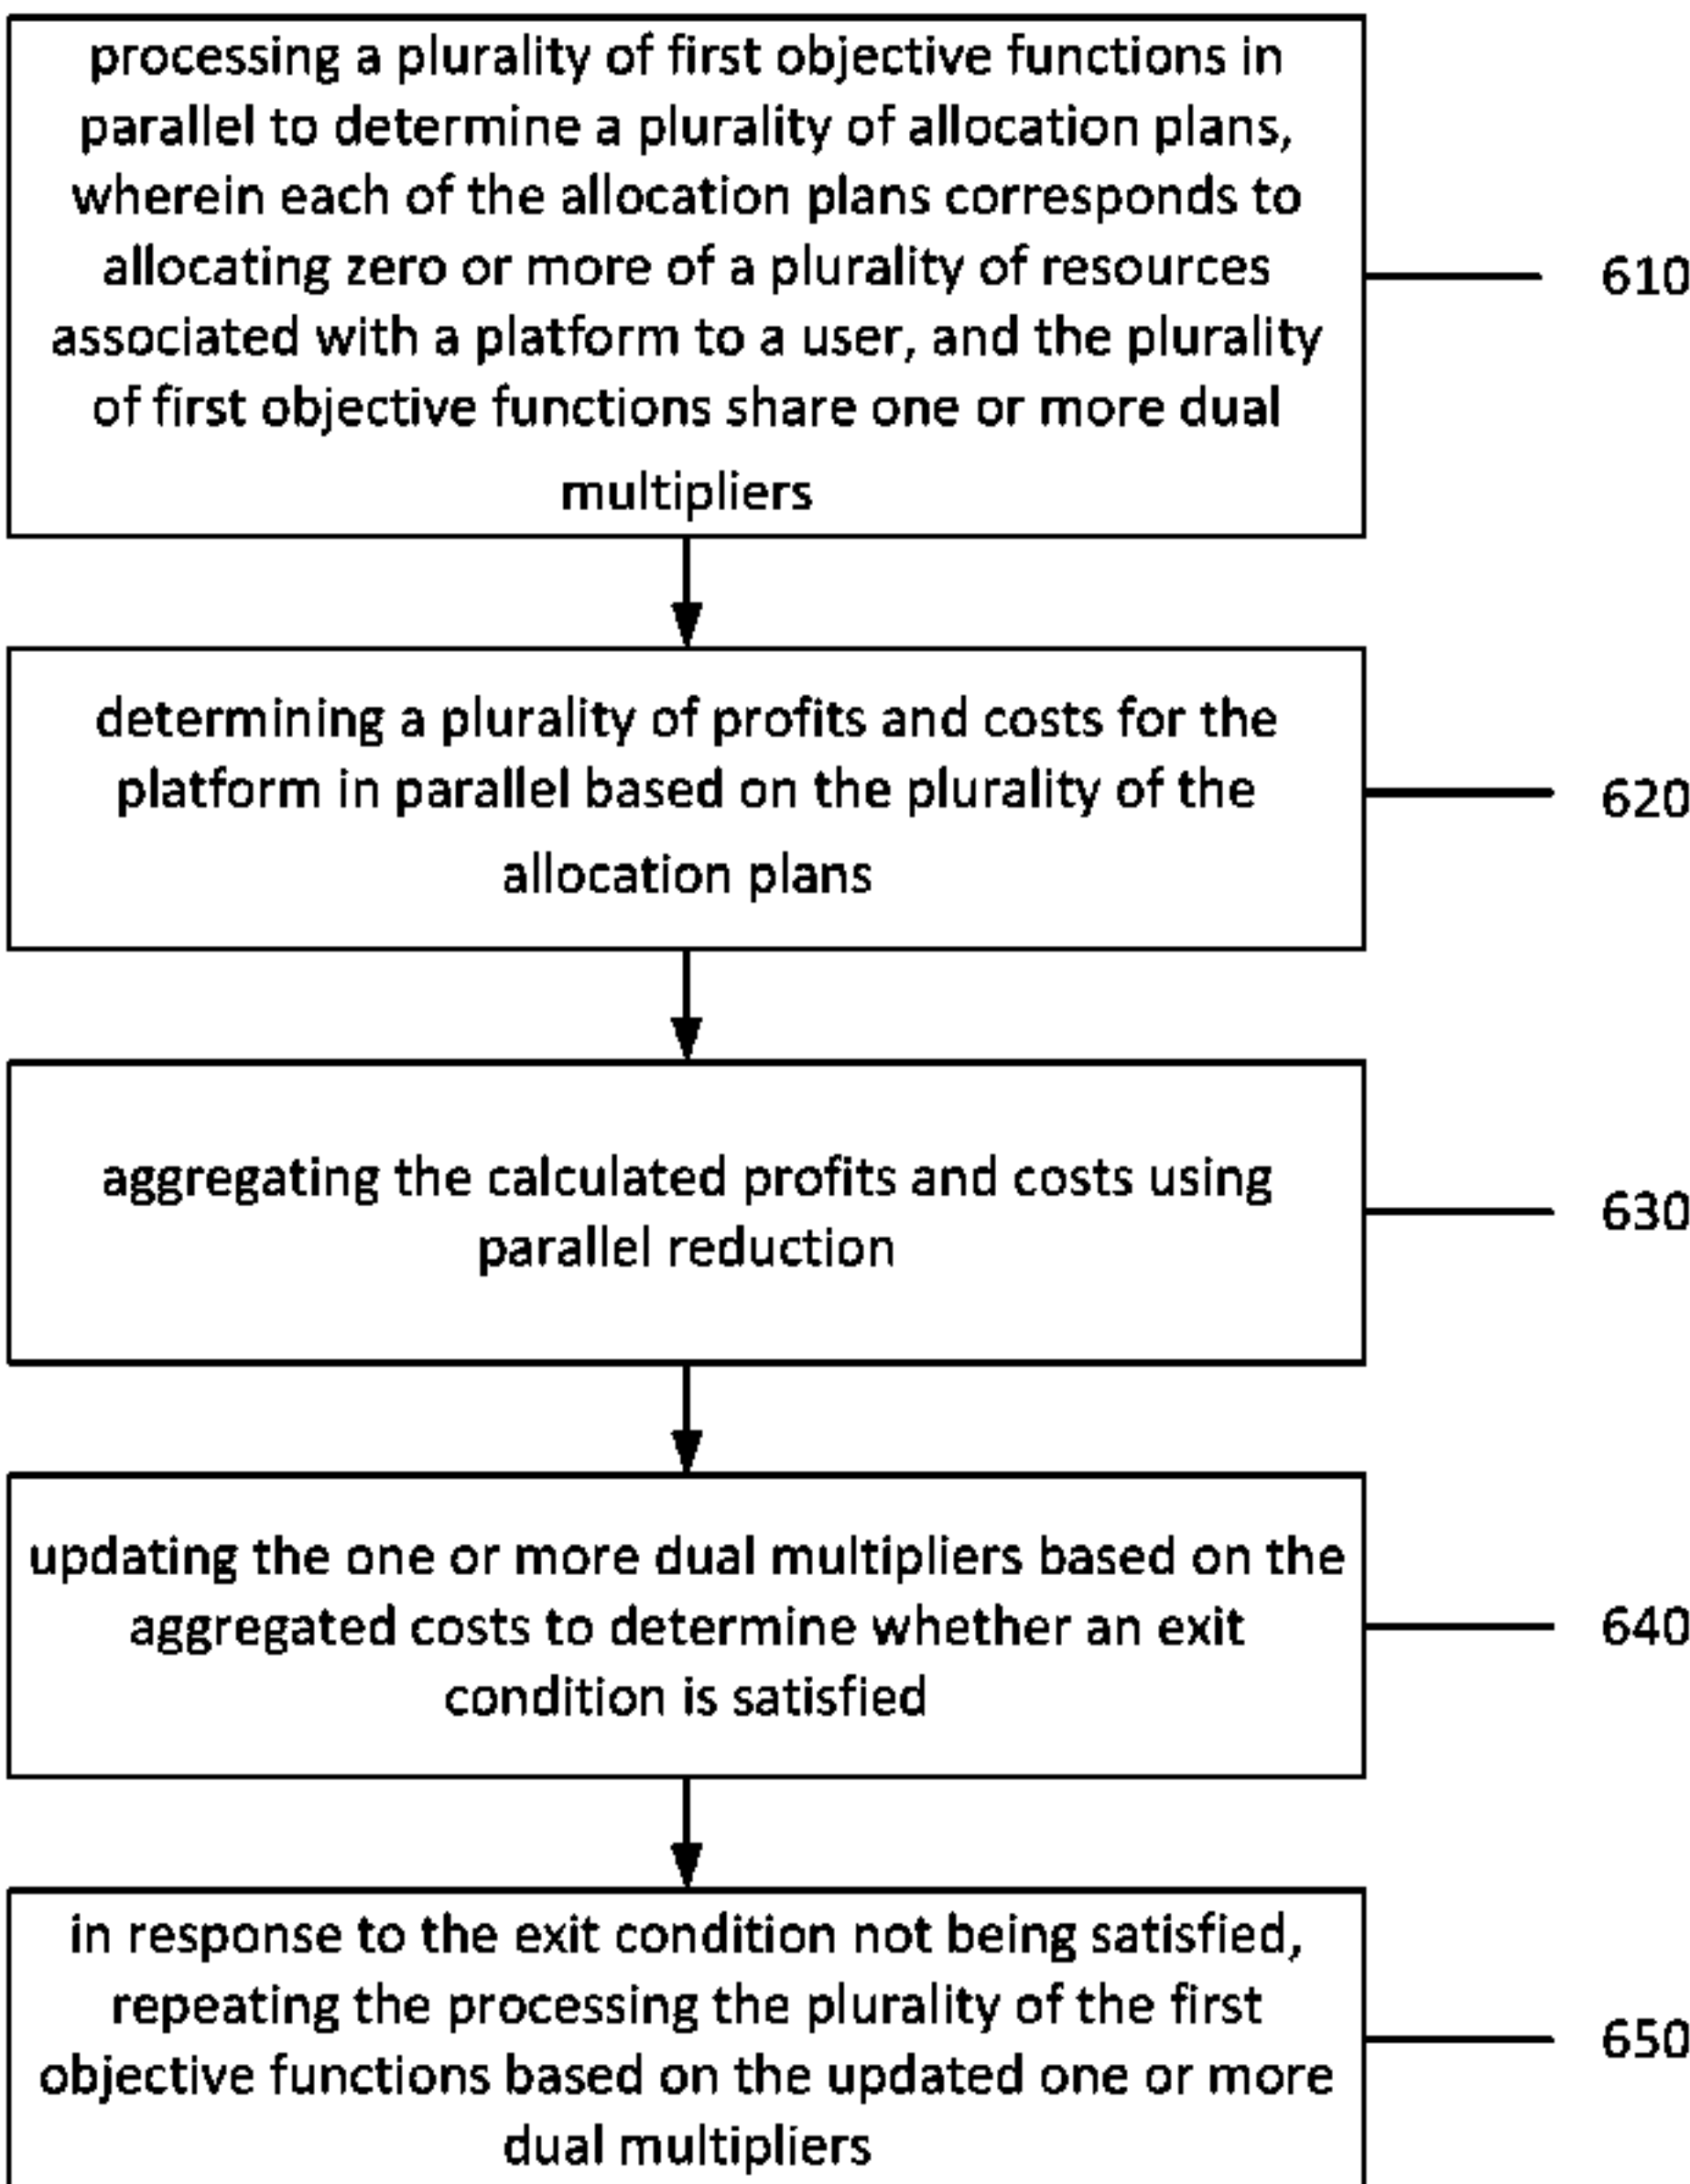 processing a plurality of first objective functions in
parallel to determine a plurality of allocation plans,
wherein each of the allocation plans corresponds to
allocating zero or more of a plurality of resources
associated with a platform to a user, and the plurality
of first objective functions share one or more dual
multipliers
610
determining a plurality of profits and costs for the
platform in parallel based on the plurality of the
allocation plans
620
aggregating the calculated profits and costs using
parallel reduction
630
updating the one or more dual multipliers based on the
aggregated costs to determine whether an exit
condition is satisfied
640
in response to the exit condition not being satisfied,
repeating the processing the plurality of the first
objective functions based on the updated one or more
dual multipliers
650